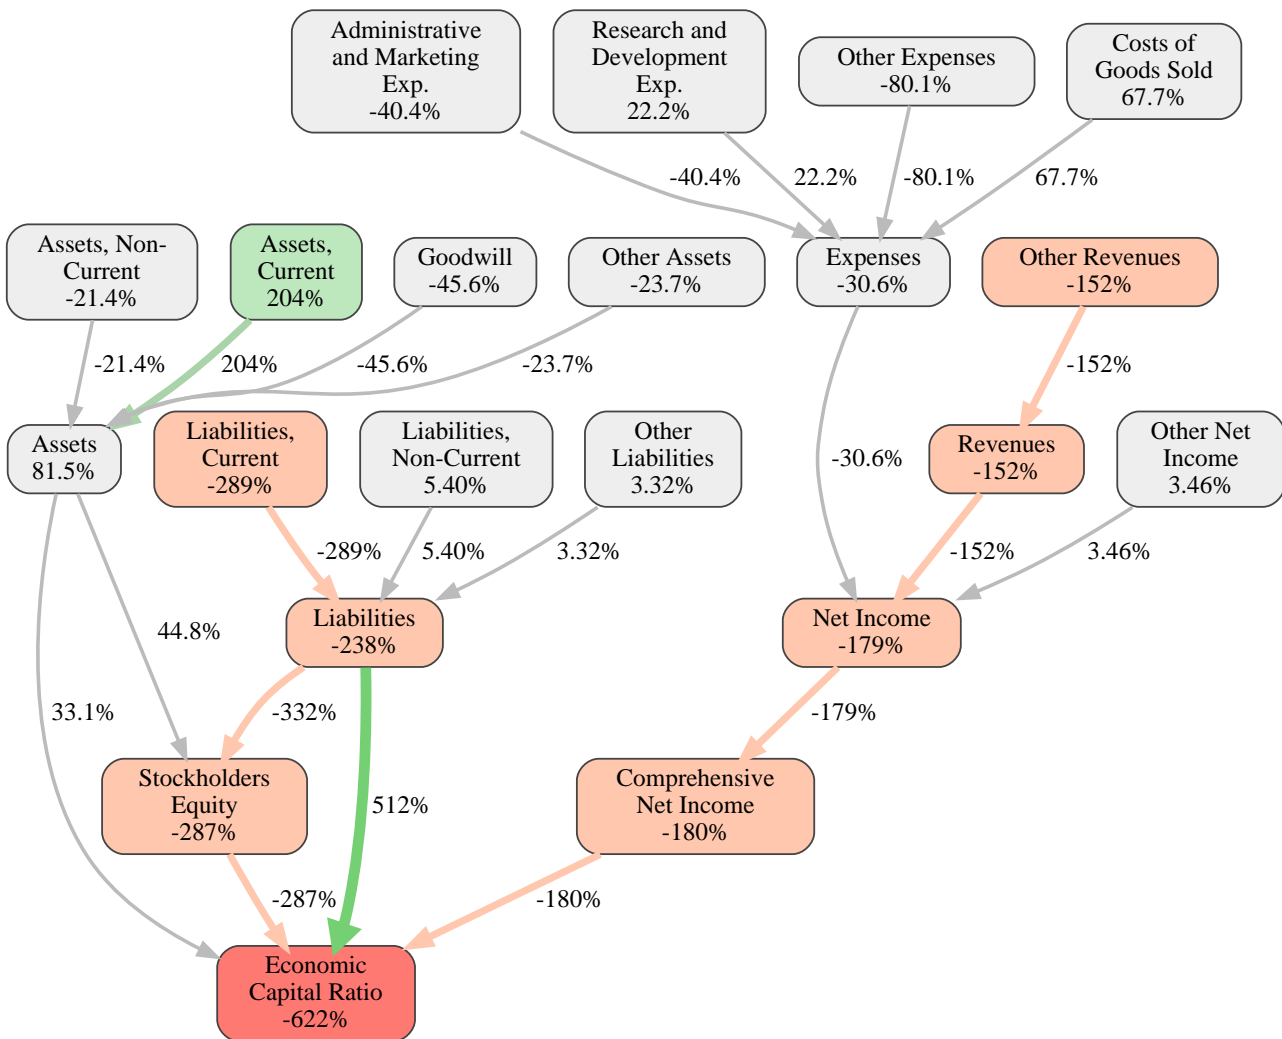 Administrative
and Marketing
Exp.
-40.4%
Research and
Development
Exp.
22.2%
Other Expenses
-80.1%
Costs of
Goods Sold
67.7%
-40.4%
22.2%
-80.1%
67.7%
Assets, Non-
Current
-21.4%
Assets,
Current
204%
Goodwill
-45.6%
Other Assets
-23.7%
Expenses
-30.6%
Other Revenues
-152%
-21.4%
204%
-45.6%
-23.7%
-152%
Assets
81.5%
Liabilities,
Current
-289%
Liabilities,
Non-Current
5.40%
Other
Liabilities
3.32%
-30.6%
Revenues
-152%
Other Net
Income
3.46%
-289%
5.40%
3.32%
-152%
3.46%
44.8%
Liabilities
-238%
Net Income
-179%
33.1%
-332%
-179%
Stockholders
Equity
-287%
512%
Comprehensive
Net Income
-180%
-287%
-180%
Economic
Capital Ratio
-622%